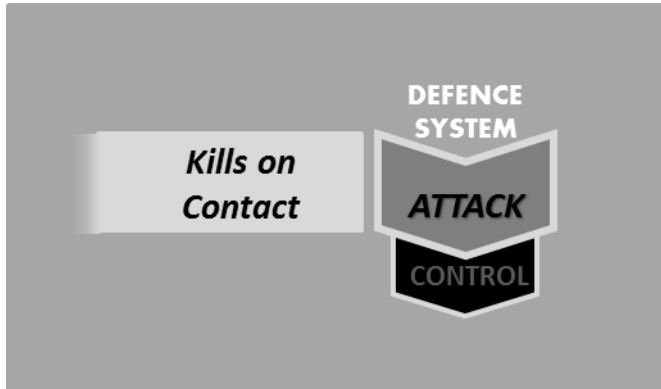 Kills on
Contact
DEFENCE
SYSTEM
ATTACK
CONTROL